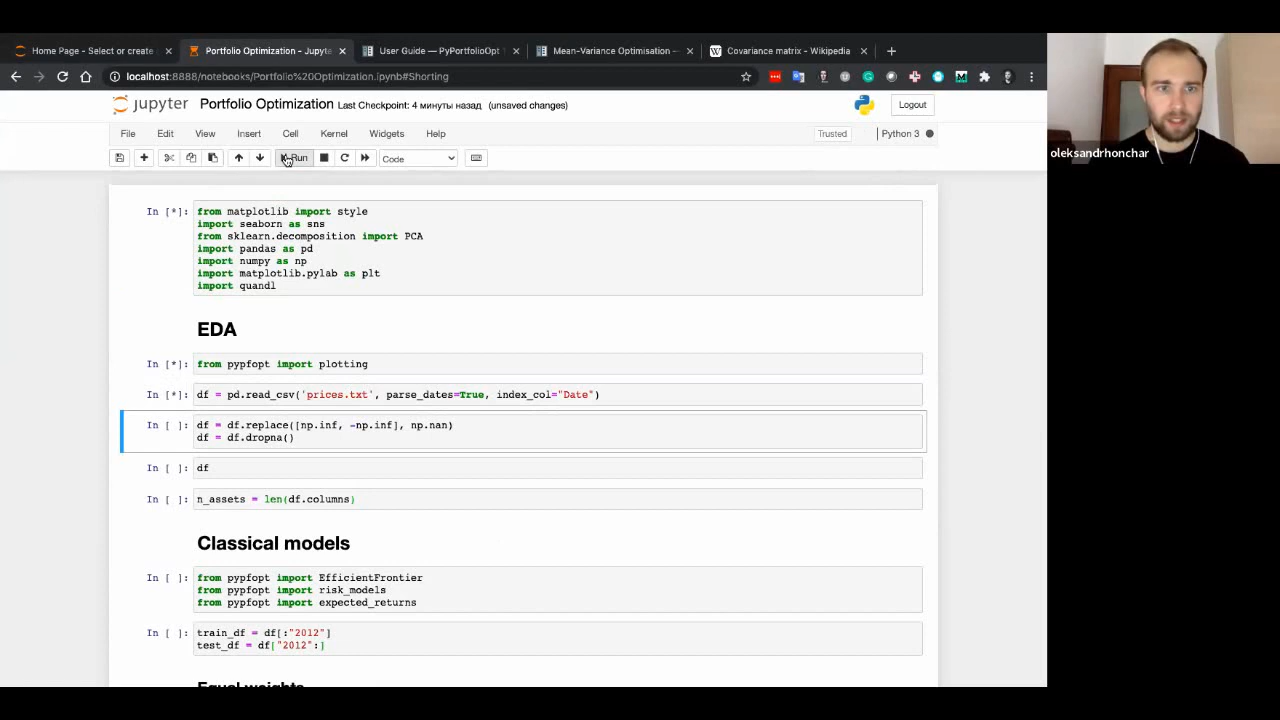 Home Page - Select or create
Portfolio Optimization - Jupyte
User Guide — PyPortfolioOpt
Mean-Variance Optimisation —
W Covariance matrix - Wikipedia
localhost:8888/notebooks/Portfolio%20Optimization.ipynb#Shorting
jupyter Portfolio Optimization Last Checkpoint: 4 минуты назад (unsaved changes)
Logout
File Edit View Insert Cell Kernel Widgets Help
Trusted
Python 3
Run
Code
oleksandrhonchar
In [*]: from matplotlib import style
import seaborn as sns
from sklearn.decomposition import PCA
import pandas as pd
import numpy as np
import matplotlib.pylab as plt
import quandl
EDA
In [*]: from pypfopt import plotting
In [*]: df = pd.read_csv('prices.txt', parse_dates=True, index_col="Date")
In [ ]: df = df.replace([np.inf, -np.inf], np.nan)
df = df.dropna()
In [ ]: df
In [ ]: n_assets = len(df.columns)
Classical models
In [ ]: from pypfopt import EfficientFrontier
from pypfopt import risk_models
from pypfopt import expected_returns
In [ ]: train_df = df[:"2012"]
test_df = df["2012":]
Equal weights